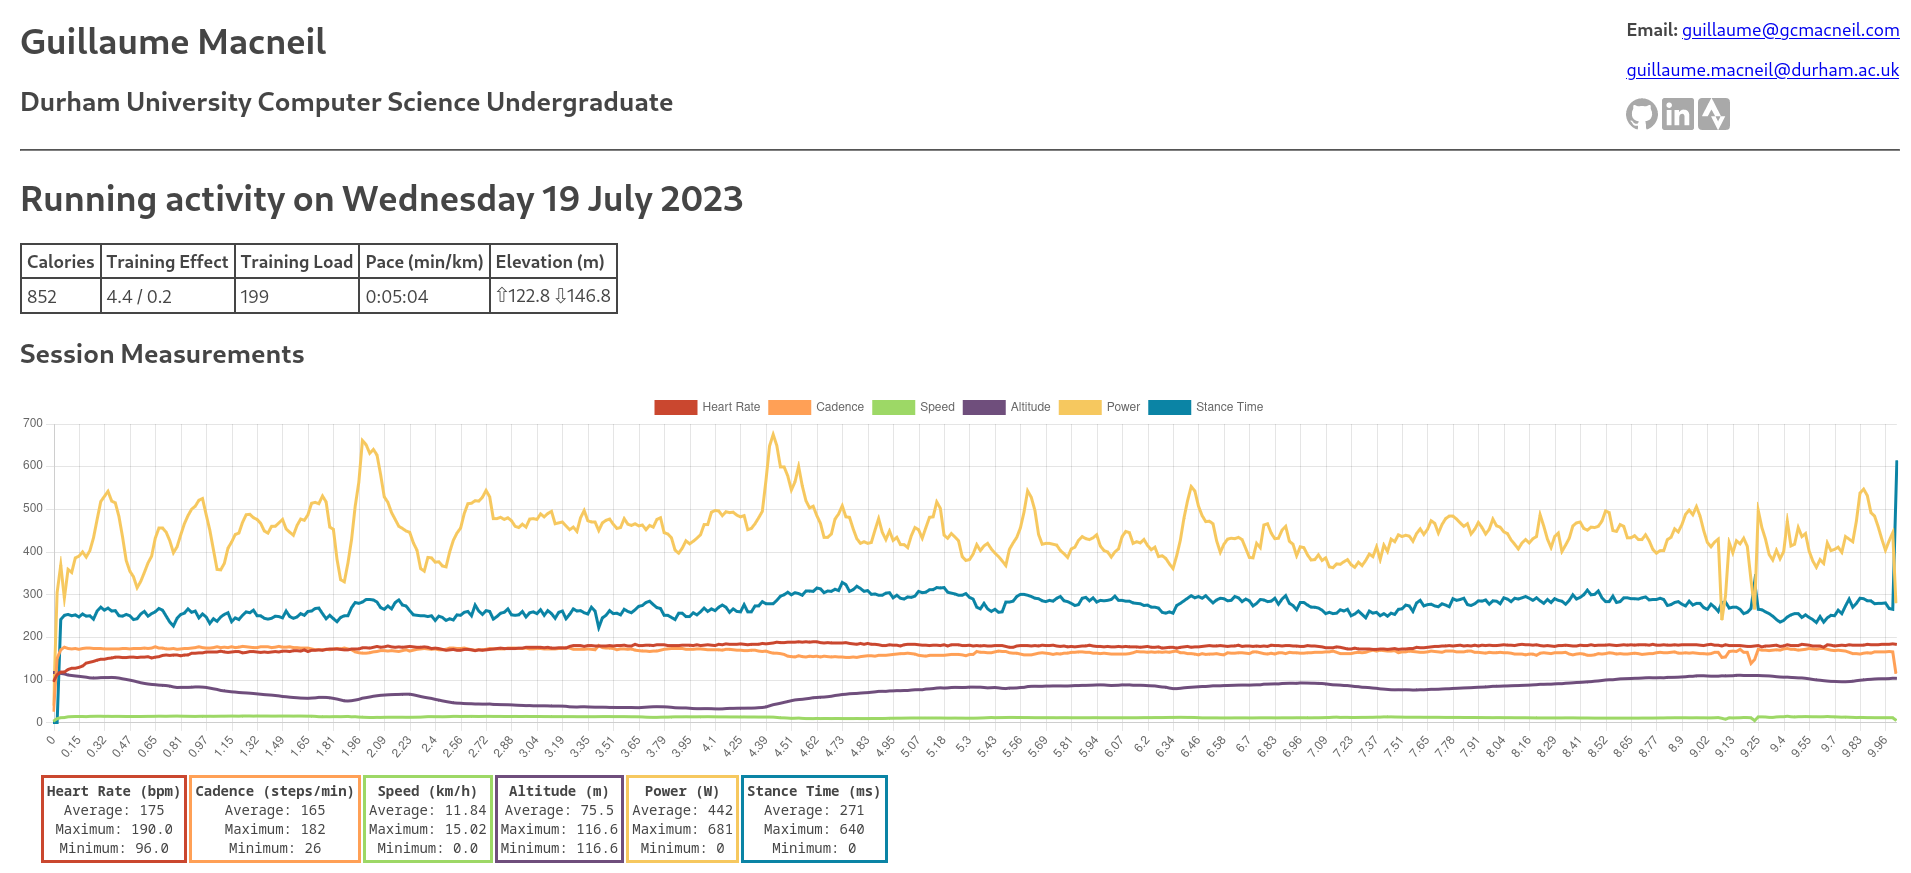 Guillaume Macneil
Durham University Computer Science Undergraduate
Email: guillaume@gcmacneil.com
guillaume.macneil@durham.ac.uk
Running activity on Wednesday 19 July 2023
Calories Training Effect Training Load Pace (min/km) Elevation (m)
852 4.4 / 0.2 199 0:05:04 ⇧122.8 ⇩146.8
Session Measurements
Heart Rate Cadence Speed Altitude Power Stance Time
700
600
500
400
300
200
100
0
0 0.15 0.32 0.47 0.65 0.81 0.97 1.15 1.32 1.49 1.65 1.81 1.96 2.09 2.23 2.4 2.56 2.72 2.88 3.04 3.19 3.35 3.51 3.65 3.79 3.95 4.1 4.25 4.39 4.51 4.62 4.73 4.83 4.95 5.07 5.18 5.3 5.43 5.56 5.69 5.81 5.94 6.07 6.2 6.34 6.46 6.58 6.7 6.83 6.96 7.09 7.23 7.37 7.51 7.65 7.78 7.91 8.04 8.16 8.29 8.41 8.52 8.65 8.77 8.9 9.02 9.13 9.25 9.4 9.55 9.7 9.83 9.96
Heart Rate (bpm)
Average: 175
Maximum: 190.0
Minimum: 96.0
Cadence (steps/min)
Average: 165
Maximum: 182
Minimum: 26
Speed (km/h)
Average: 11.84
Maximum: 15.02
Minimum: 0.0
Altitude (m)
Average: 75.5
Maximum: 116.6
Minimum: 116.6
Power (W)
Average: 442
Maximum: 681
Minimum: 0
Stance Time (ms)
Average: 271
Maximum: 640
Minimum: 0